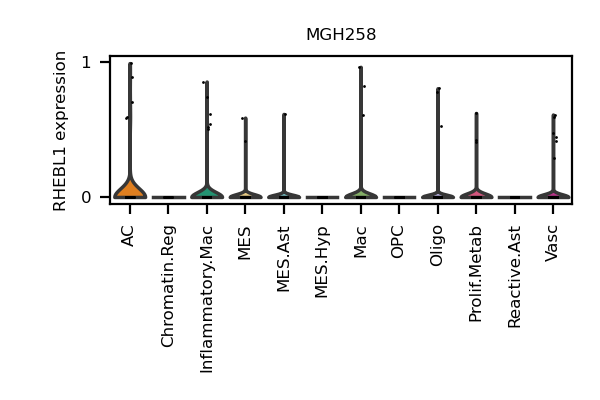 MGH258
RHEBL1 expression
1
0
AC
Chromatin.Reg
Inflammatory.Mac
MES
MES.Ast
MES.Hyp
Mac
OPC
Oligo
Prolif.Metab
Reactive.Ast
Vasc